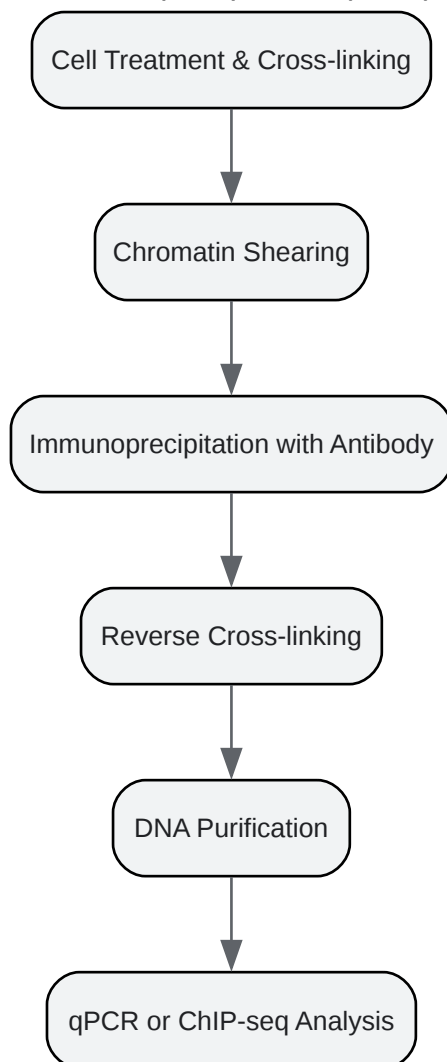 Cell Treatment & Cross-linking
Chromatin Shearing
Immunoprecipitation with Antibody
Reverse Cross-linking
DNA Purification
qPCR or ChIP-seq Analysis